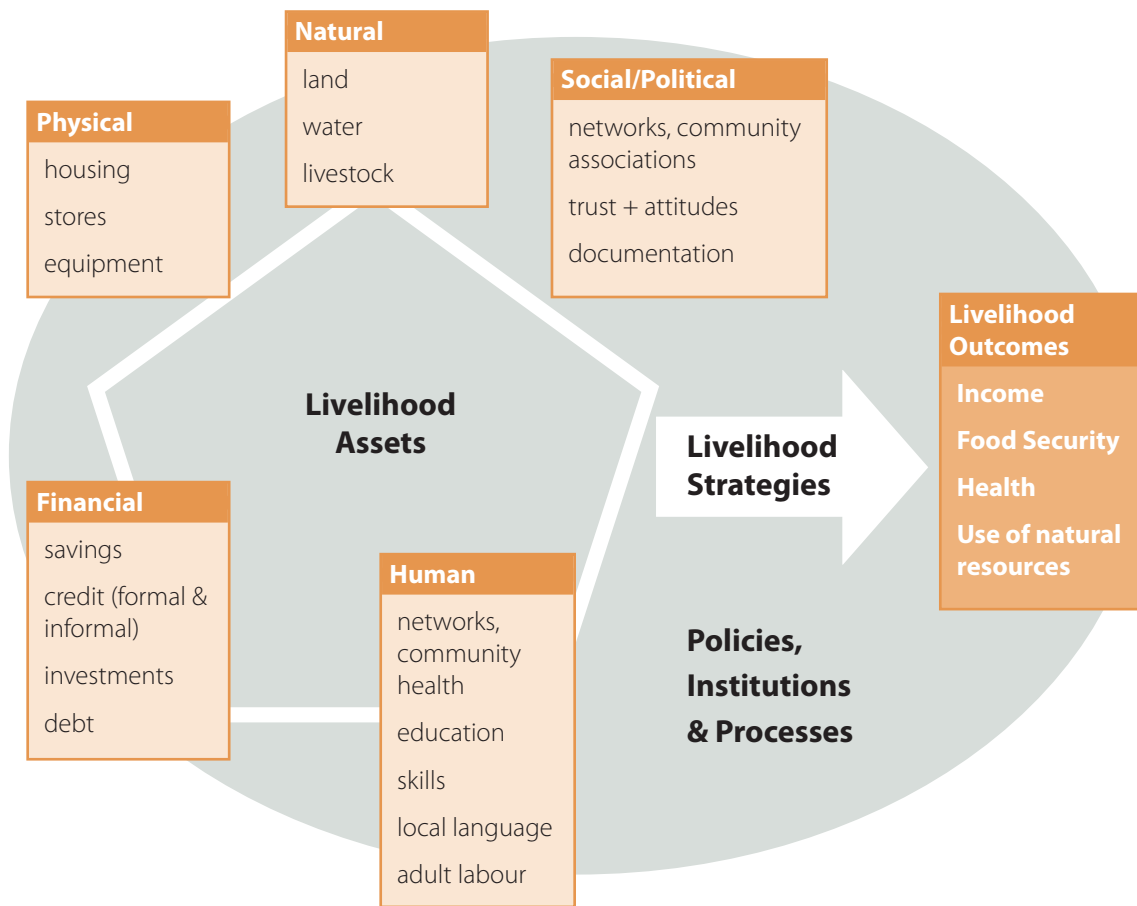 Natural
land
water
livestock
Social/Political
networks, community
associations
trust + attitudes
documentation
Physical
housing
stores
equipment
Livelihood
Assets
Livelihood
Strategies
Livelihood
Outcomes
Income
Food Security
Health
Use of natural
resources
Financial
savings
credit (formal &
informal)
investments
debt
Human
networks,
community
health
education
skills
local language
adult labour
Policies,
Institutions
& Processes